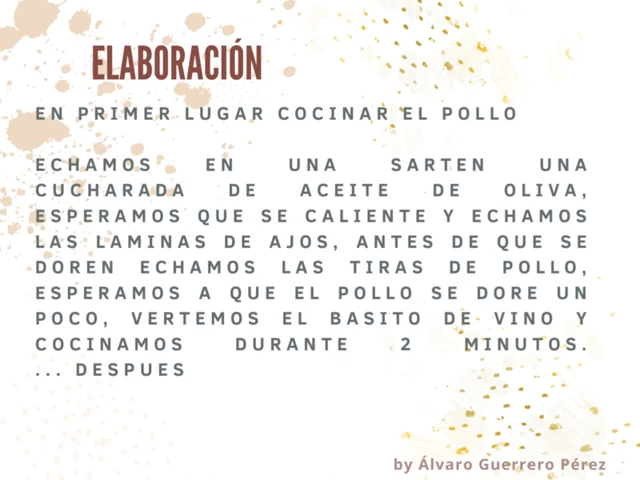 ELABORACIÓN
EN PRIMER LUGAR COCINAR EL POLLO
ECHAMOS EN UNA SARTEN UNA
CUCHARADA DE ACEITE DE OLIVA,
ESPERAMOS QUE SE CALIENTE Y ECHAMOS
LAS LAMINAS DE AJOS, ANTES DE QUE SE
DOREN ECHAMOS LAS TIRAS DE POLLO,
ESPERAMOS A QUE EL POLLO SE DORE UN
POCO, VERTEMOS EL BASITO DE VINO Y
COCINAMOS DURANTE 2 MINUTOS.
... DESPUES
by Álvaro Guerrero Pérez